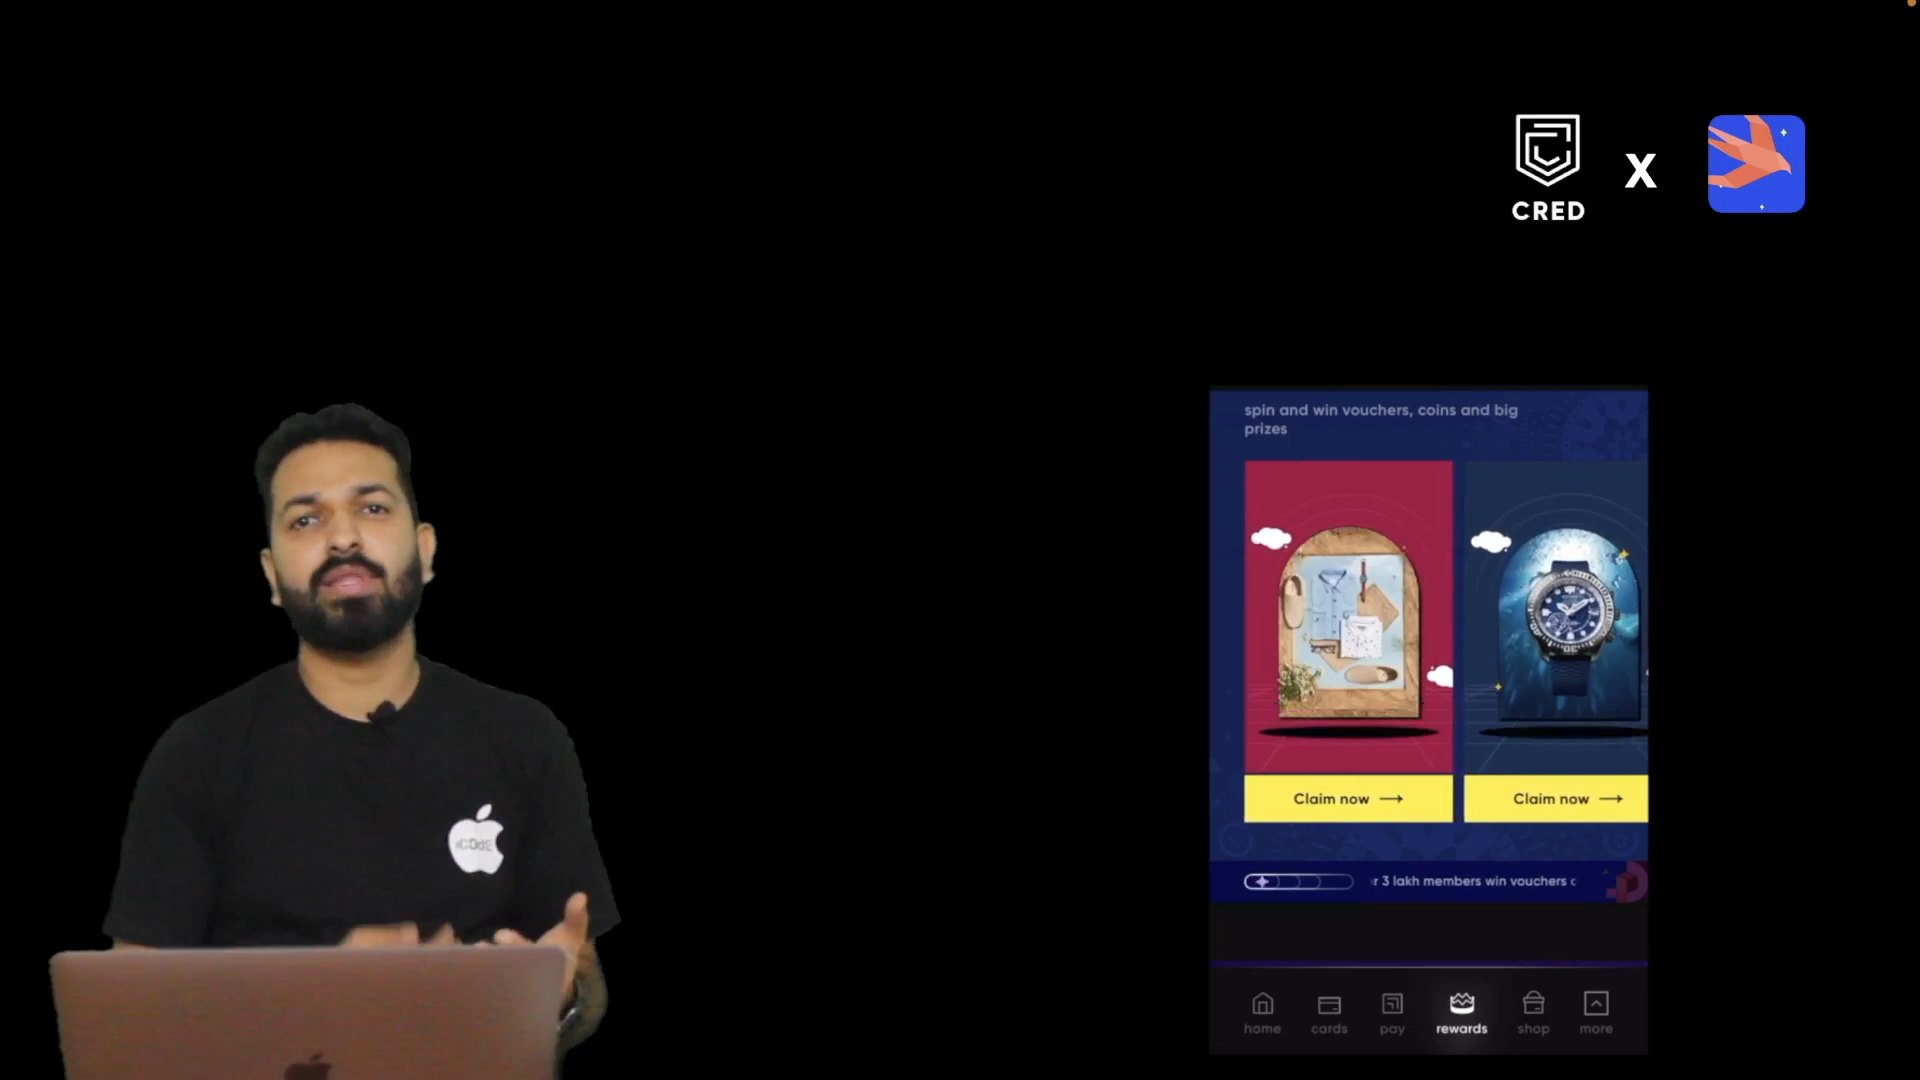 CRED
X
spin and win vouchers, coins and big
prizes
Claim now
Claim now
r 3 lakh members win vouchers
home
cards
pay
rewards
shop
more